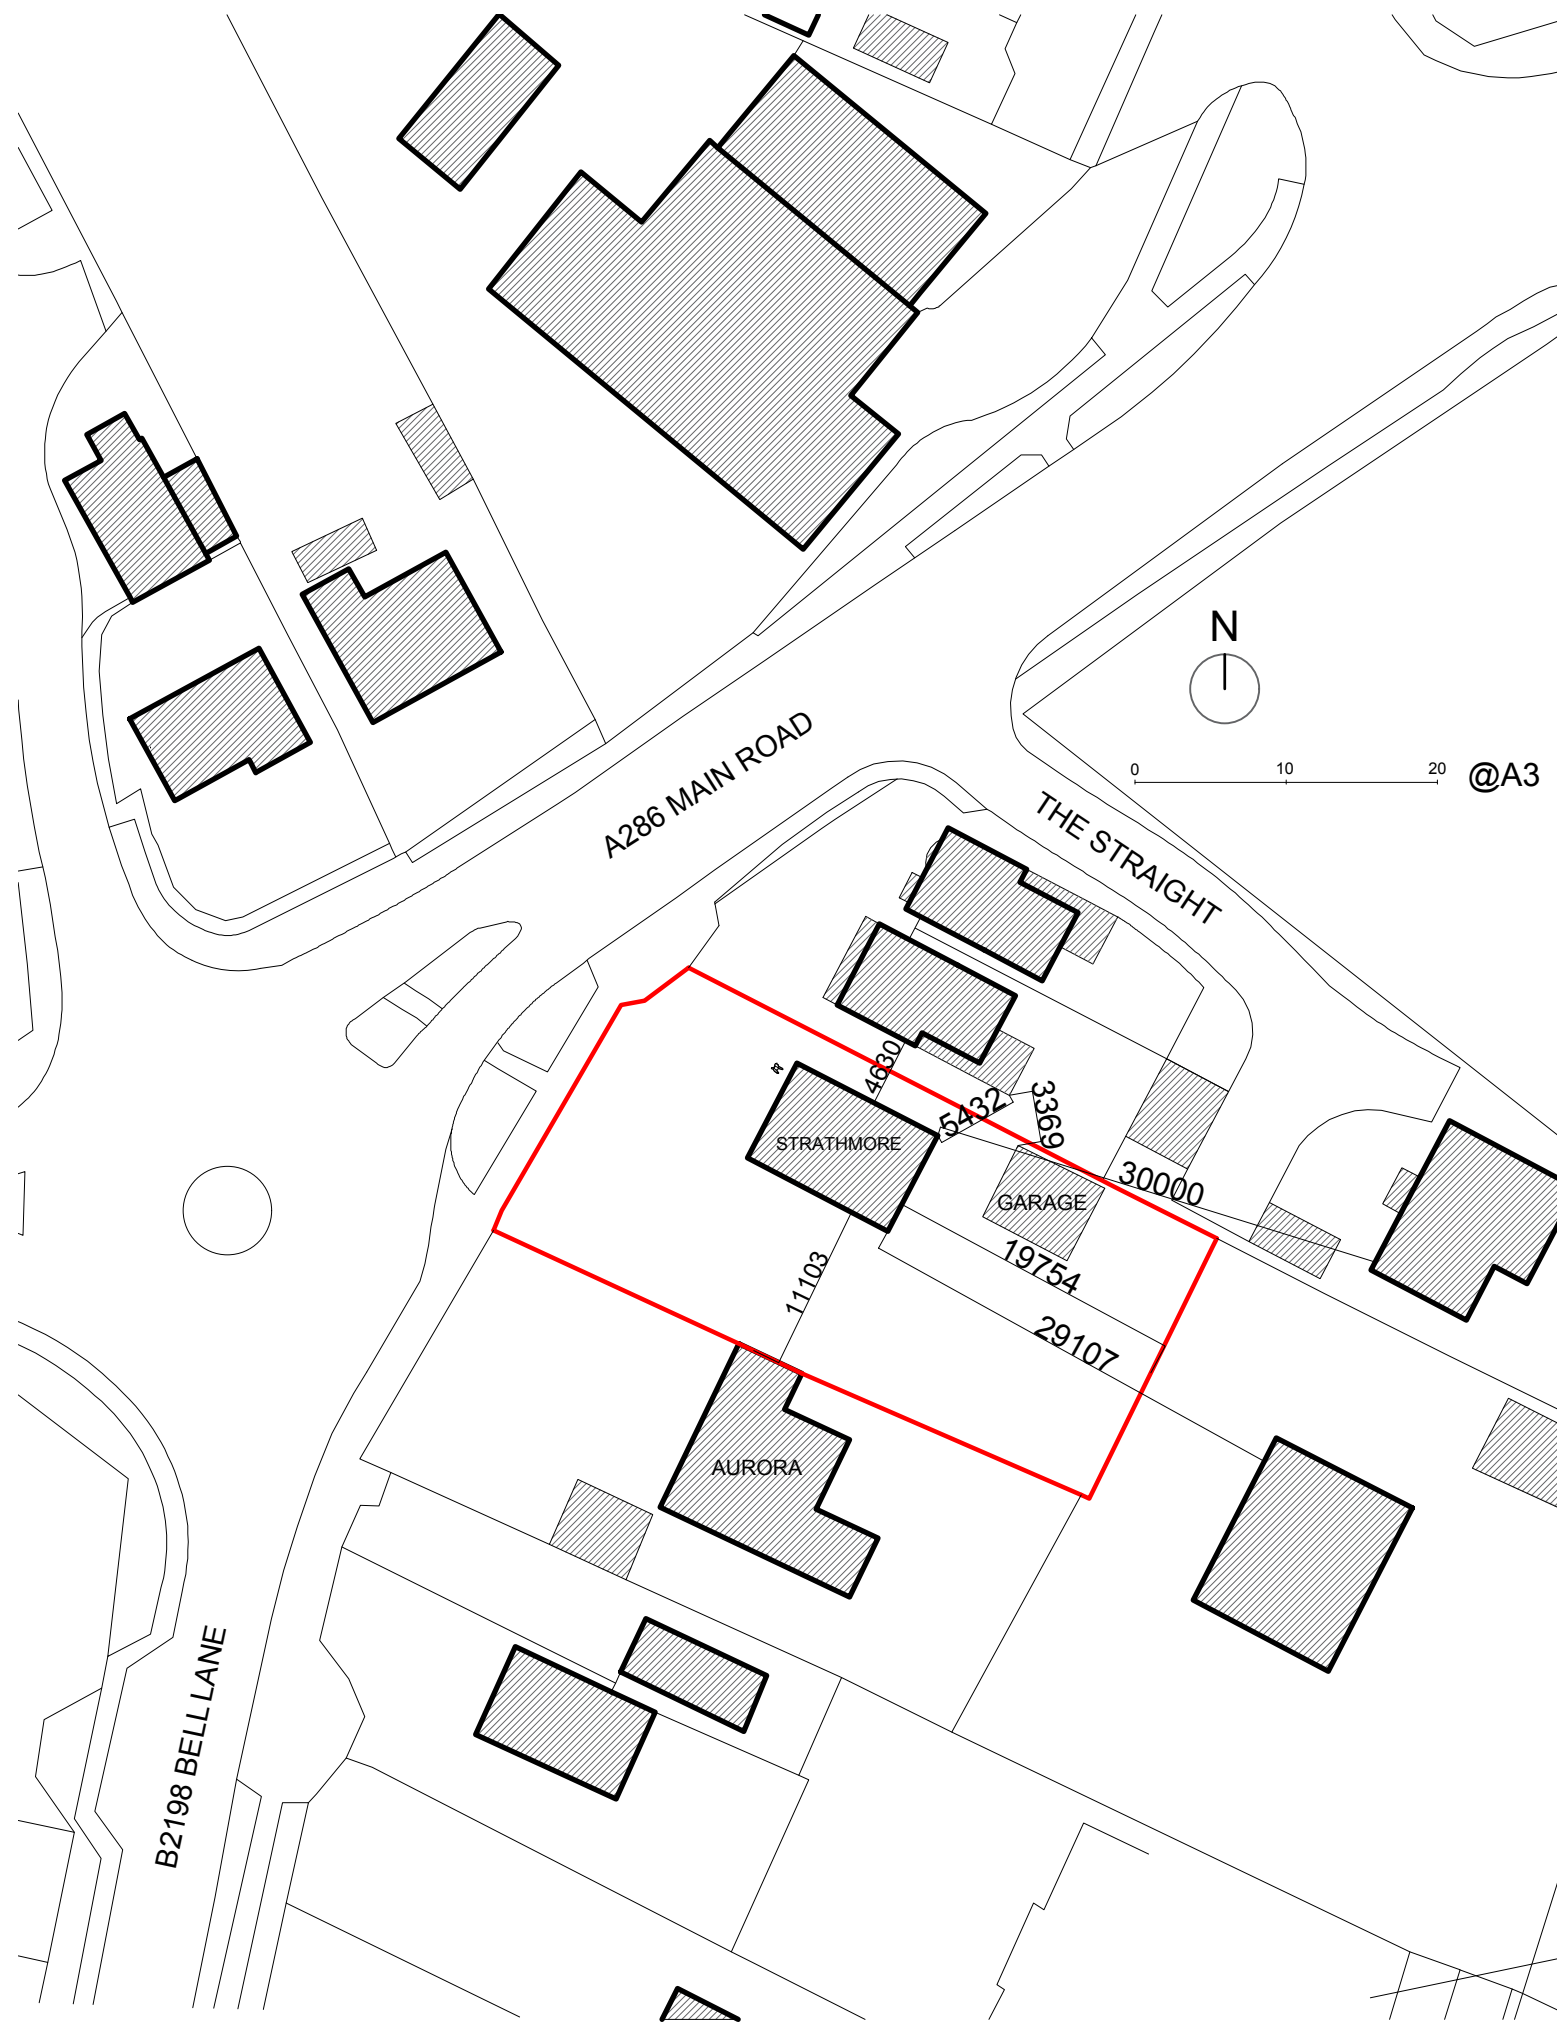 N
0 10 20 @A3
A286 MAIN ROAD
THE STRAIGHT
4630
5432
3369
STRATHMORE
30000
GARAGE
19754
11103
29107
AURORA
B2198 BELL LANE